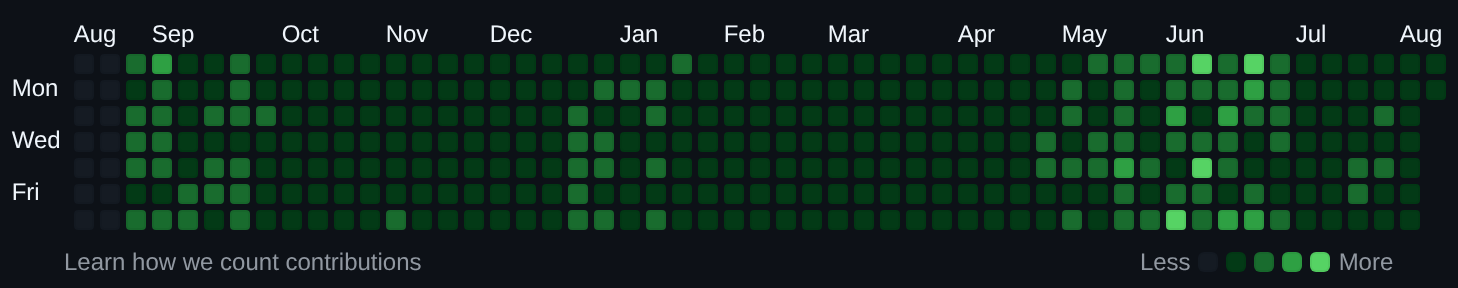 Aug Sep Oct Nov Dec Jan Feb Mar Apr May Jun Jul Aug
Mon
Wed
Fri
Learn how we count contributions Less More